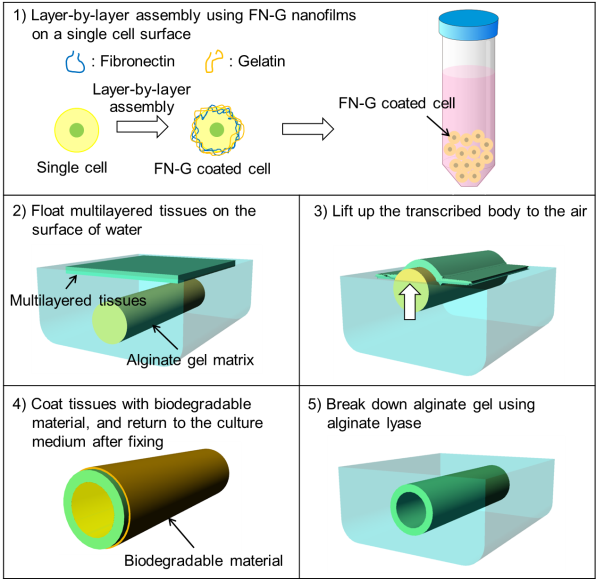 1) Layer-by-layer assembly using FN-G nanofilms
on a single cell surface
: Fibronectin
: Gelatin
Layer-by-layer
assembly
Single cell
FN-G coated cell
FN-G coated cell
2) Float multilayered tissues on the
surface of water
Multilayered tissues
Alginate gel matrix
3) Lift up the transcribed body to the air
4) Coat tissues with biodegradable
material, and return to the culture
medium after fixing
Biodegradable material
5) Break down alginate gel using
alginate lyase